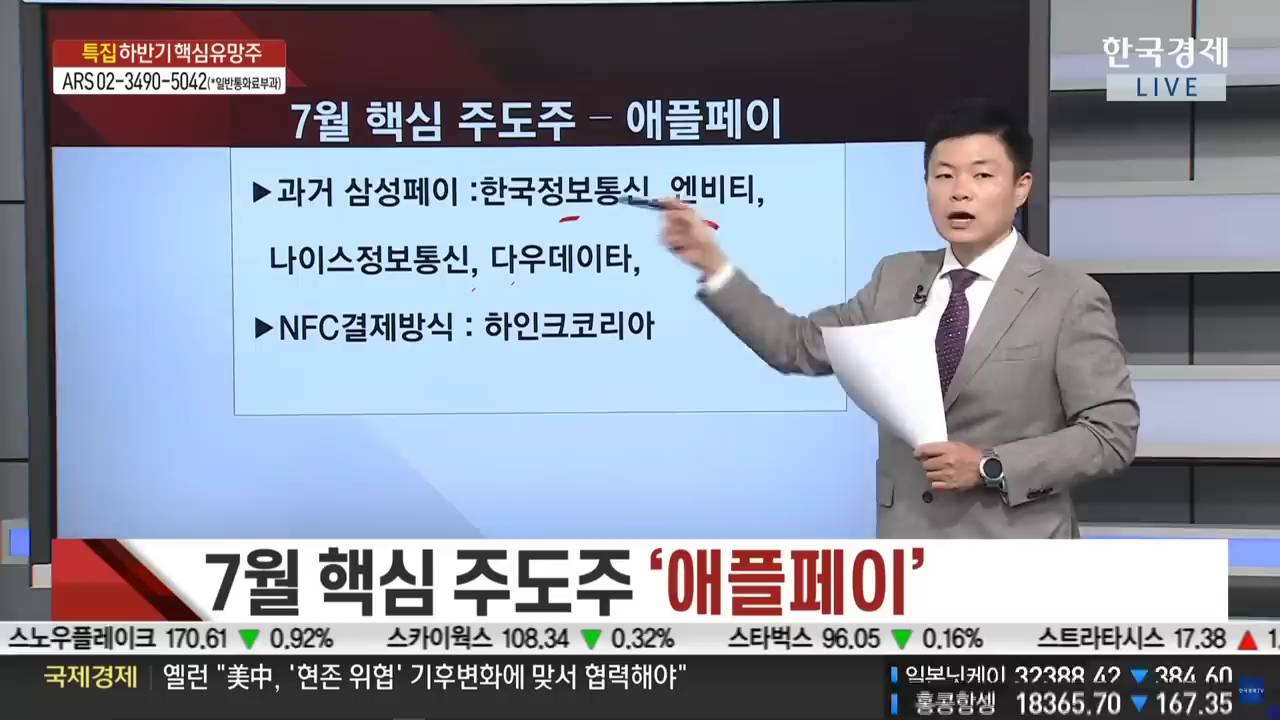 특집 하반기 핵심유망주
ARS 02-3490-5042(*일반통화료부과)
한국경제
LIVE
7월 핵심 주도주 - 애플페이
▶과거 삼성페이 :한국정보통신, 엔비티,
나이스정보통신, 다우데이타,
▶NFC결제방식 : 하인크코리아
7월 핵심 주도주 ‘애플페이’
스노우플레이크 170.61 ▼ 0.92% 스카이웍스 108.34 ▼ 0.32% 스타벅스 96.05 ▼ 0.16% 스트라타시스 17.38 ▲ 1.
국제경제 옐런 "美中, '현존 위협' 기후변화에 맞서 협력해야"
일본닛케이 32388.42 ▼ 384.60
홍콩항셍 18365.70 ▼ 167.35
한국경제TV